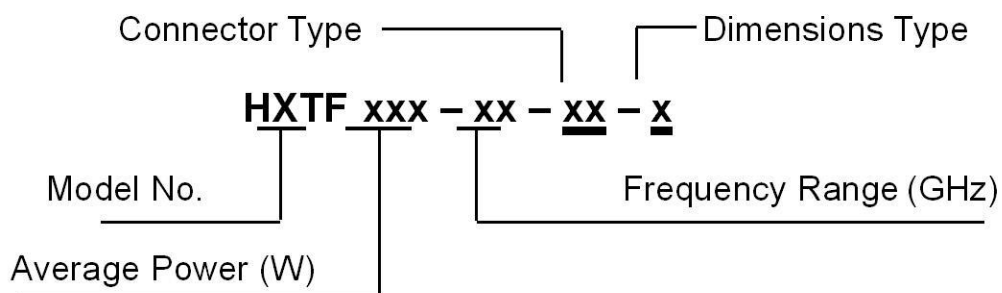 Connector Type
Dimensions Type
HXTF xxx – xx – xx – x
Model No.
Frequency Range (GHz)
Average Power (W)